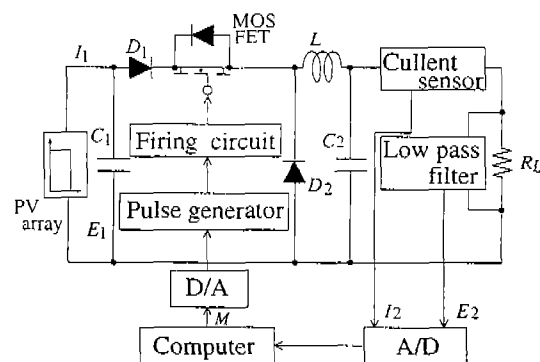 MOS
FET
I1
D1
L
Cullent
sensor
C1
Firing circuit
C2
Low pass
filter
RL
PV
array
E1
Pulse generator
D2
D/A
M
I2
E2
Computer
A/D